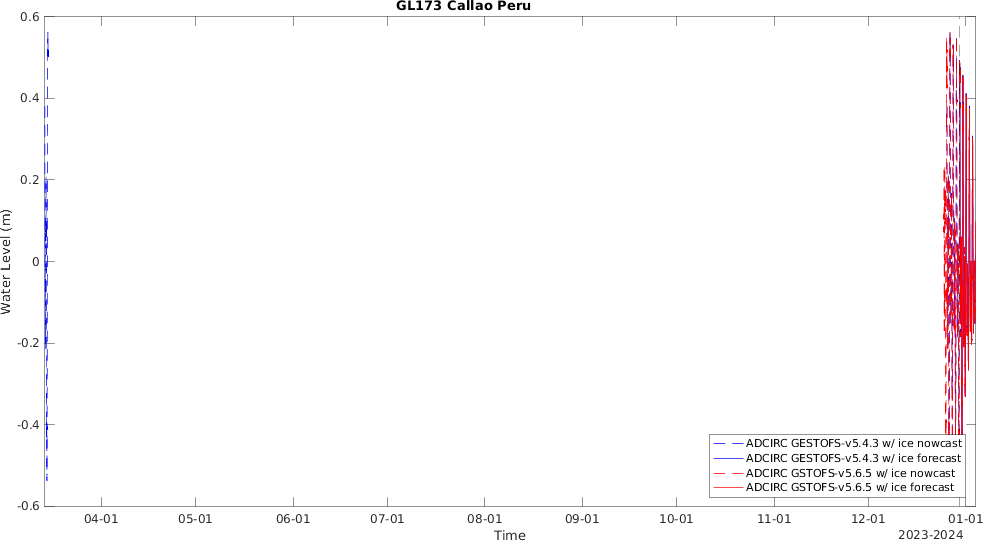 GL173 Callao Peru
0.6
0.4
0.2
0
-0.2
-0.4
-0.6
Water Level (m)
04-01 05-01 06-01 07-01 08-01 09-01 10-01 11-01 12-01 01-01
Time
2023-2024
ADCIRC GESTOFS-v5.4.3 w/ ice nowcast
ADCIRC GESTOFS-v5.4.3 w/ ice forecast
ADCIRC GSTOFS-v5.6.5 w/ ice nowcast
ADCIRC GSTOFS-v5.6.5 w/ ice forecast